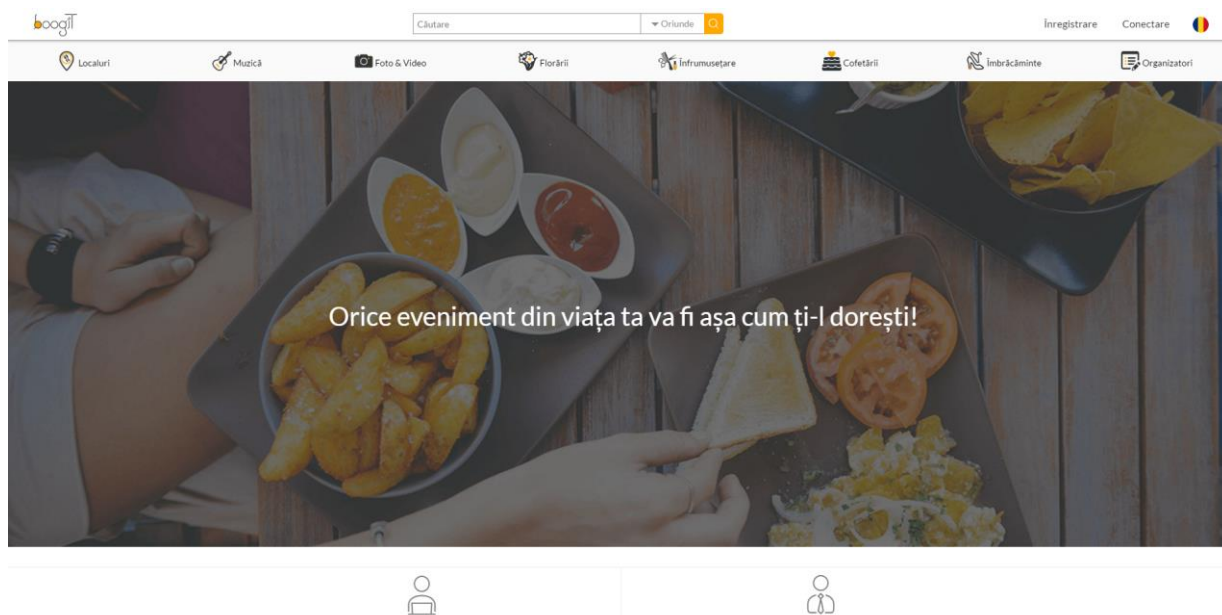 boogiT
Căutare
Oriunde
Înregistrare
Conectare
Localuri
Muzică
Foto & Video
Florării
Înfrumusețare
Cofetării
Îmbrăcăminte
Organizatori
Orice eveniment din viața ta va fi așa cum ți-l dorești!